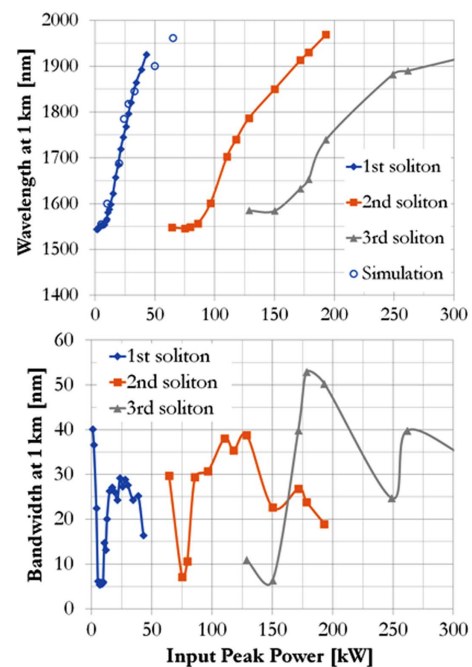 2000
1900
1800
1700
1600
1500
1400
Wavelength at 1 km [nm]
1st soliton
2nd soliton
3rd soliton
Simulation
0 50 100 150 200 250 300
60
50
40
30
20
10
0
Bandwidth at 1 km [nm]
1st soliton
2nd soliton
3rd soliton
0 50 100 150 200 250 300
Input Peak Power [kW]